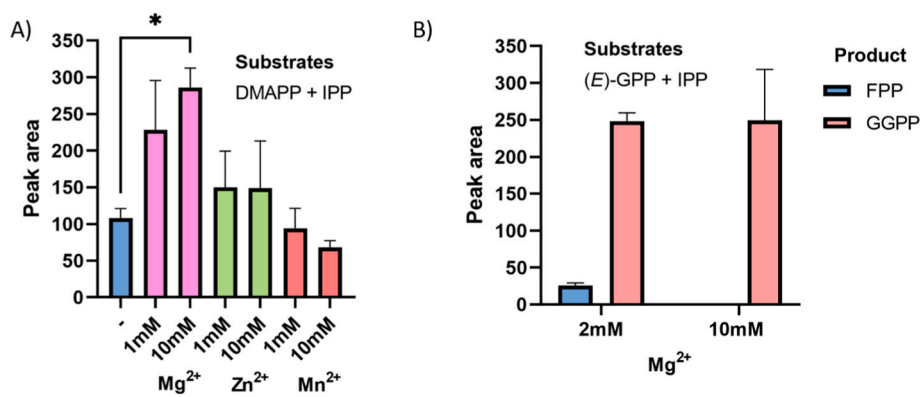 A)
*
Substrates
DMAPP + IPP
Peak area
350
300
250
200
150
100
50
0
-
1mM
10mM
1mM
10mM
1mM
10mM
Mg²⁺
Zn²⁺
Mn²⁺
B)
Substrates
(E)-GPP + IPP
Peak area
350
300
250
200
150
100
50
0
2mM
10mM
Mg²⁺
Product
FPP
GGPP